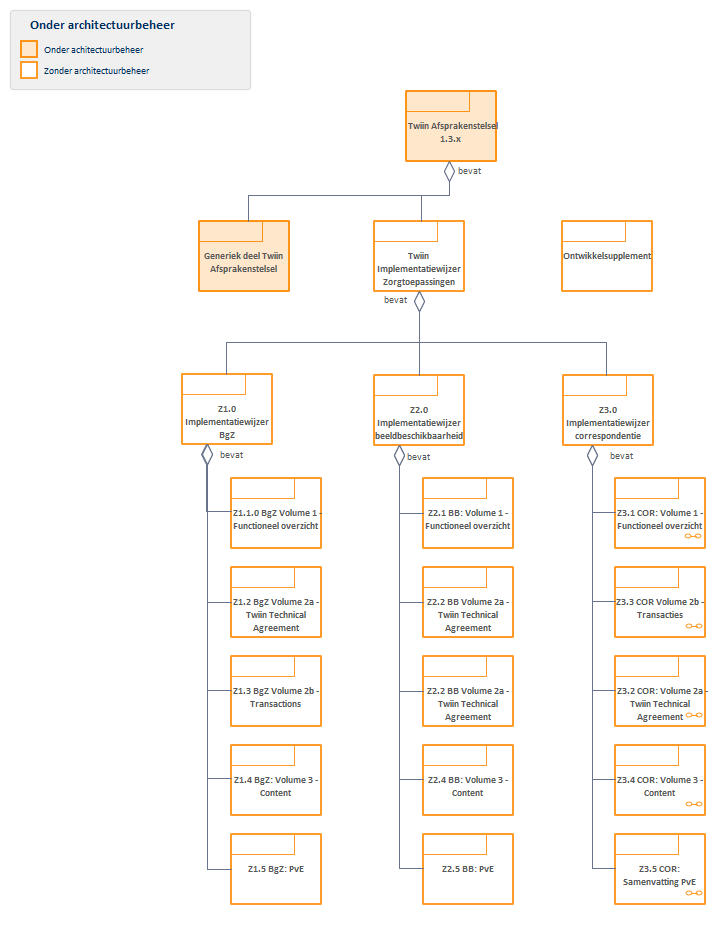 Onder architectuurbeheer
Onder achitectuurbeheer
Zonder architectuurbeheer
Twiin Afsprakenstelsel
1.3.x
bevat
Generiek deel Twiin
Afsprakenstelsel
Twiin
Implementatiewijzer
Zorgtoepassingen
Ontwikkelsupplement
bevat
Z1.0
Implementatiewijzer
BgZ
Z2.0
Implementatiewijzer
beeldbeschikbaarheid
Z3.0
Implementatiewijzer
correspondentie
bevat
bevat
bevat
Z1.1.0 BgZ Volume 1 -
Functioneel overzicht
Z2.1 BB: Volume 1 -
Functioneel overzicht
Z3.1 COR: Volume 1 -
Functioneel overzicht
Z1.2 BgZ Volume 2a -
Twiin Technical
Agreement
Z2.2 BB Volume 2a -
Twiin Technical
Agreement
Z3.3 COR Volume 2b -
Transacties
Z1.3 BgZ Volume 2b -
Transactions
Z2.2 BB Volume 2a -
Twiin Technical
Agreement
Z3.2 COR: Volume 2a -
Twiin Technical
Agreement
Z1.4 BgZ: Volume 3 -
Content
Z2.4 BB: Volume 3 -
Content
Z3.4 COR: Volume 3 -
Content
Z1.5 BgZ: PvE
Z2.5 BB: PvE
Z3.5 COR:
Samenvatting PvE